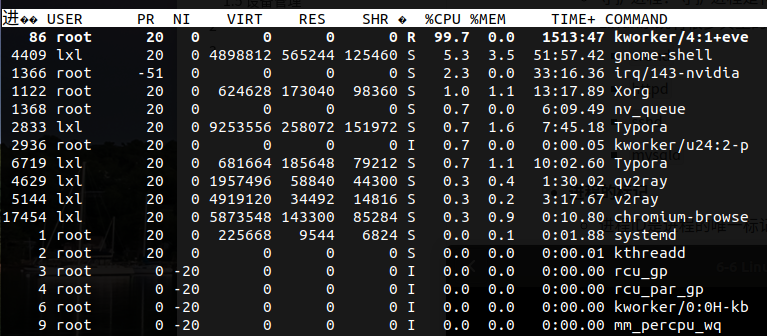 进�� USER PR NI VIRT RES SHR � %CPU %MEM TIME+ COMMAND
86 root 20 0 0 0 0 R 99.7 0.0 1513:47 kworker/4:1+eve
4409 lxl 20 0 4898812 565244 125460 S 5.3 3.5 51:57.42 gnome-shell
1366 root -51 0 0 0 0 S 2.3 0.0 33:16.36 irq/143-nvidia
1122 root 20 0 624628 173040 98360 S 1.0 1.1 13:17.89 Xorg
1368 root 20 0 0 0 0 S 0.7 0.0 6:09.49 nv_queue
2833 lxl 20 0 9253556 258072 151972 S 0.7 1.6 7:45.18 Typora
2936 root 20 0 0 0 0 I 0.7 0.0 0:00.05 kworker/u24:2-p
6719 lxl 20 0 681664 185648 79212 S 0.7 1.1 10:02.60 Typora
4629 lxl 20 0 1957496 58840 44300 S 0.3 0.4 1:30.02 qv2ray
5144 lxl 20 0 4919120 34492 14816 S 0.3 0.2 3:17.67 v2ray
17454 lxl 20 0 5873548 143300 85284 S 0.3 0.9 0:10.80 chromium-browse
1 root 20 0 225668 9544 6824 S 0.0 0.1 0:01.88 systemd
2 root 20 0 0 0 0 S 0.0 0.0 0:00.01 kthreadd
3 root 0 -20 0 0 0 I 0.0 0.0 0:00.00 rcu_gp
4 root 0 -20 0 0 0 I 0.0 0.0 0:00.00 rcu_par_gp
6 root 0 -20 0 0 0 I 0.0 0.0 0:00.00 kworker/0:0H-kb
9 root 0 -20 0 0 0 I 0.0 0.0 0:00.00 mm_percpu_wq